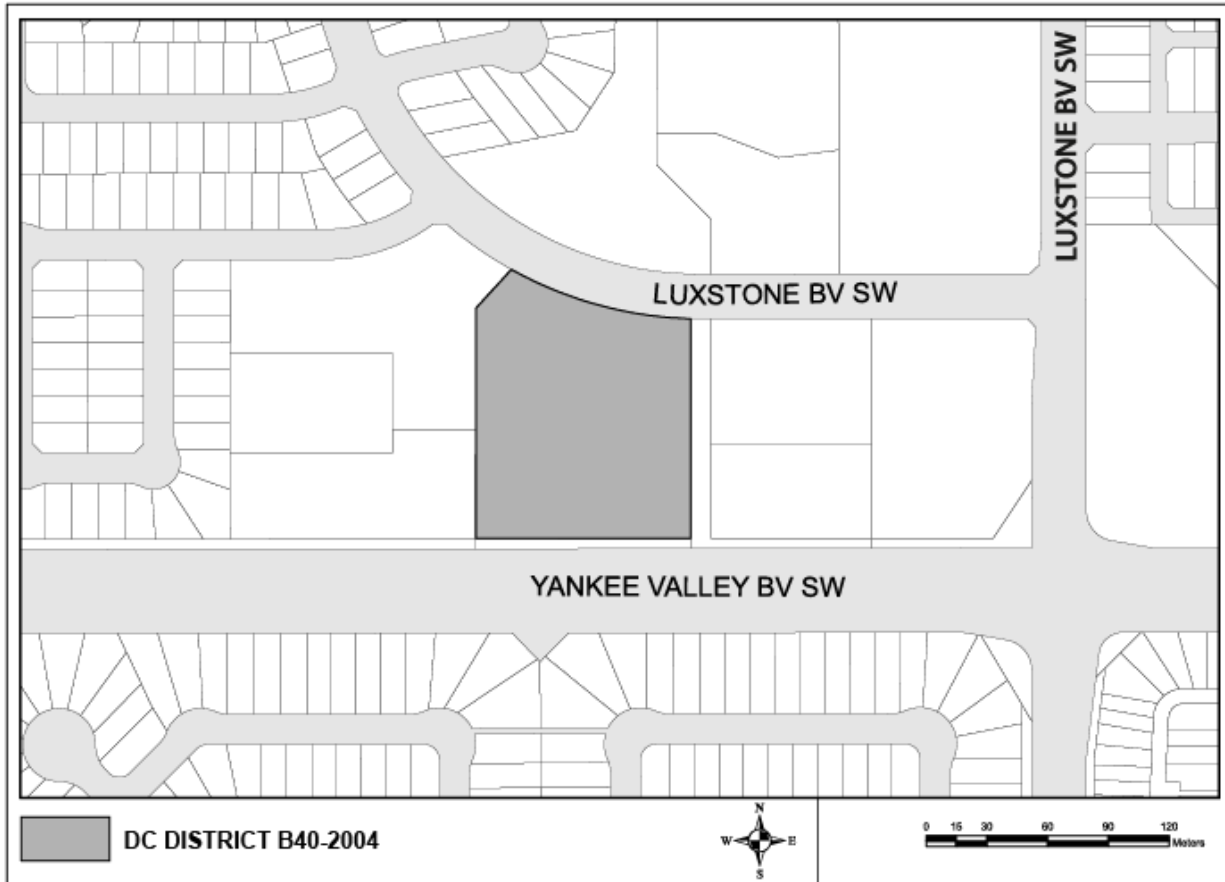 LUXSTONE BV SW
LUXSTONE BV SW
YANKEE VALLEY BV SW
DC DISTRICT B40-2004
N
W E
S
0 15 30 60 90 120
Meters